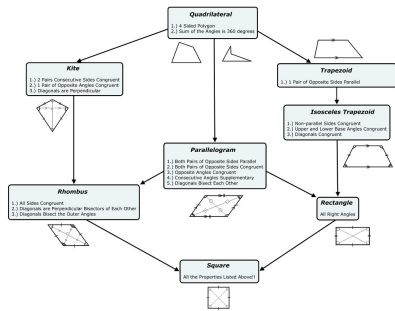 Quadrilateral
1.) 4 Sided Polygon
2.) Sum of the Angles is 360 degrees
Kite
1.) 2 Pairs Consecutive Sides Congruent
2.) 1 Pair of Opposite Angles Congruent
3.) Diagonals are Perpendicular
Trapezoid
1.) 1 Pair of Opposite Sides Parallel
Isosceles Trapezoid
1.) Non-parallel Sides Congruent
2.) Upper and Lower Base Angles Congruent
3.) Diagonals Congruent
Parallelogram
1.) Both Pairs of Opposite Sides Parallel
2.) Both Pairs of Opposite Sides Congruent
3.) Opposite Angles Congruent
4.) Consecutive Angles Supplementary
5.) Diagonals Bisect Each Other
Rhombus
1.) All Sides Congruent
2.) Diagonals are Perpendicular Bisectors of Each Other
3.) Diagonals Bisect the Outer Angles
Rectangle
All Right Angles
Square
All the Properties Listed Above!!